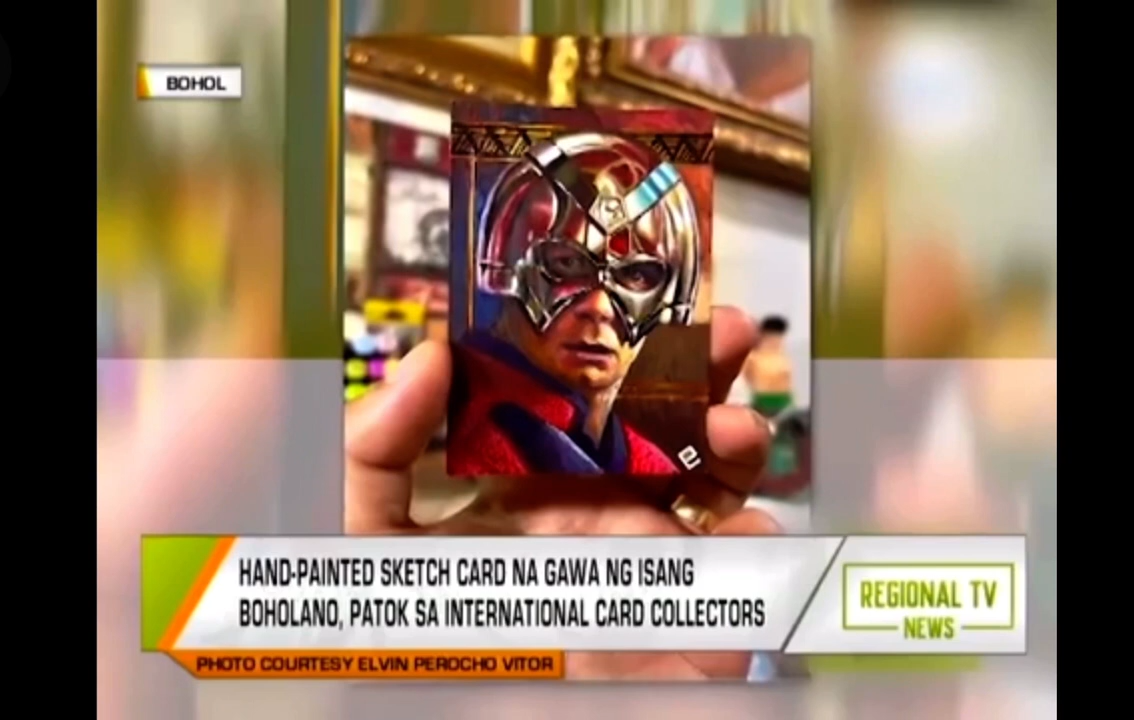 BOHOL
HAND-PAINTED SKETCH CARD NA GAWA NG ISANG
BOHOLANO, PATOK SA INTERNATIONAL CARD COLLECTORS
REGIONAL TV
NEWS
PHOTO COURTESY ELVIN PEROCHO VITOR